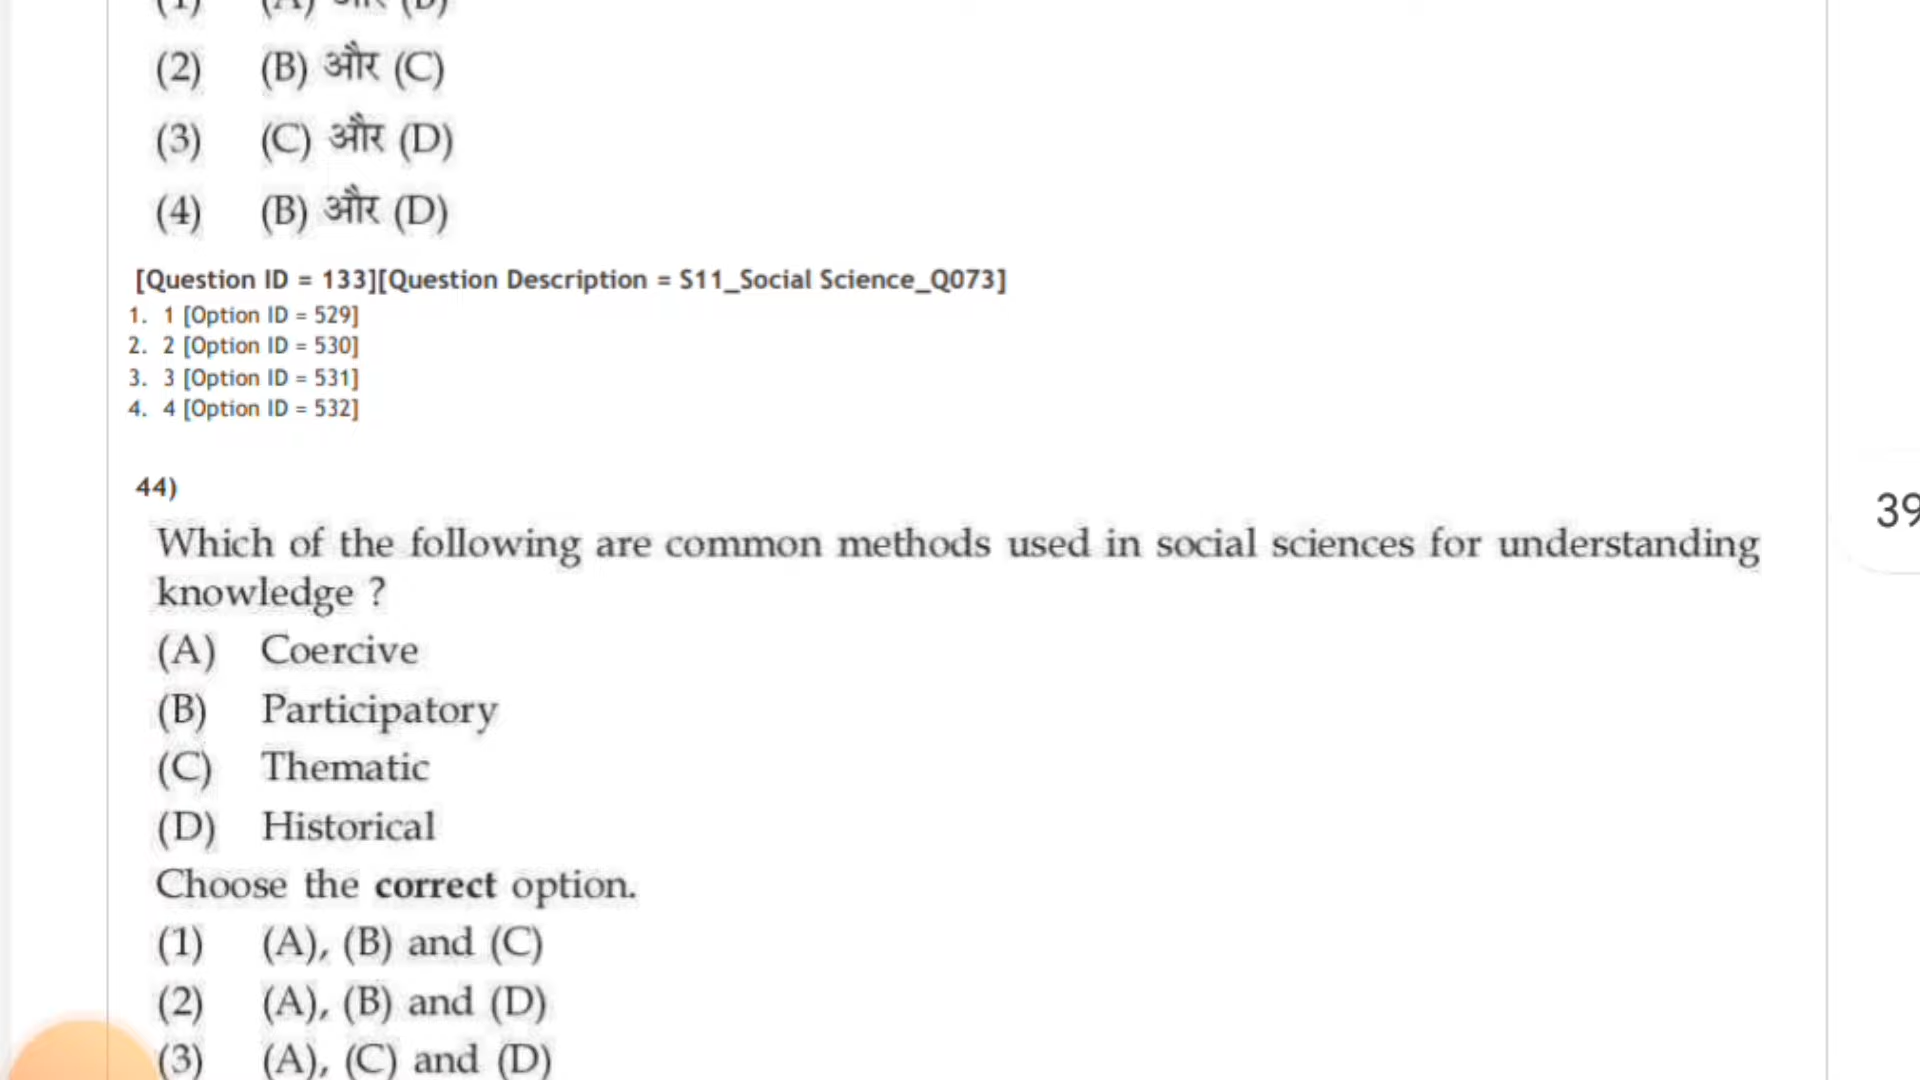 (1) (A) और (D)
(2) (B) और (C)
(3) (C) और (D)
(4) (B) और (D)
[Question ID = 133][Question Description = S11_Social Science_Q073]
1. 1 [Option ID = 529]
2. 2 [Option ID = 530]
3. 3 [Option ID = 531]
4. 4 [Option ID = 532]
44)
39
Which of the following are common methods used in social sciences for understanding
knowledge ?
(A) Coercive
(B) Participatory
(C) Thematic
(D) Historical
Choose the correct option.
(1) (A), (B) and (C)
(2) (A), (B) and (D)
(3) (A), (C) and (D)